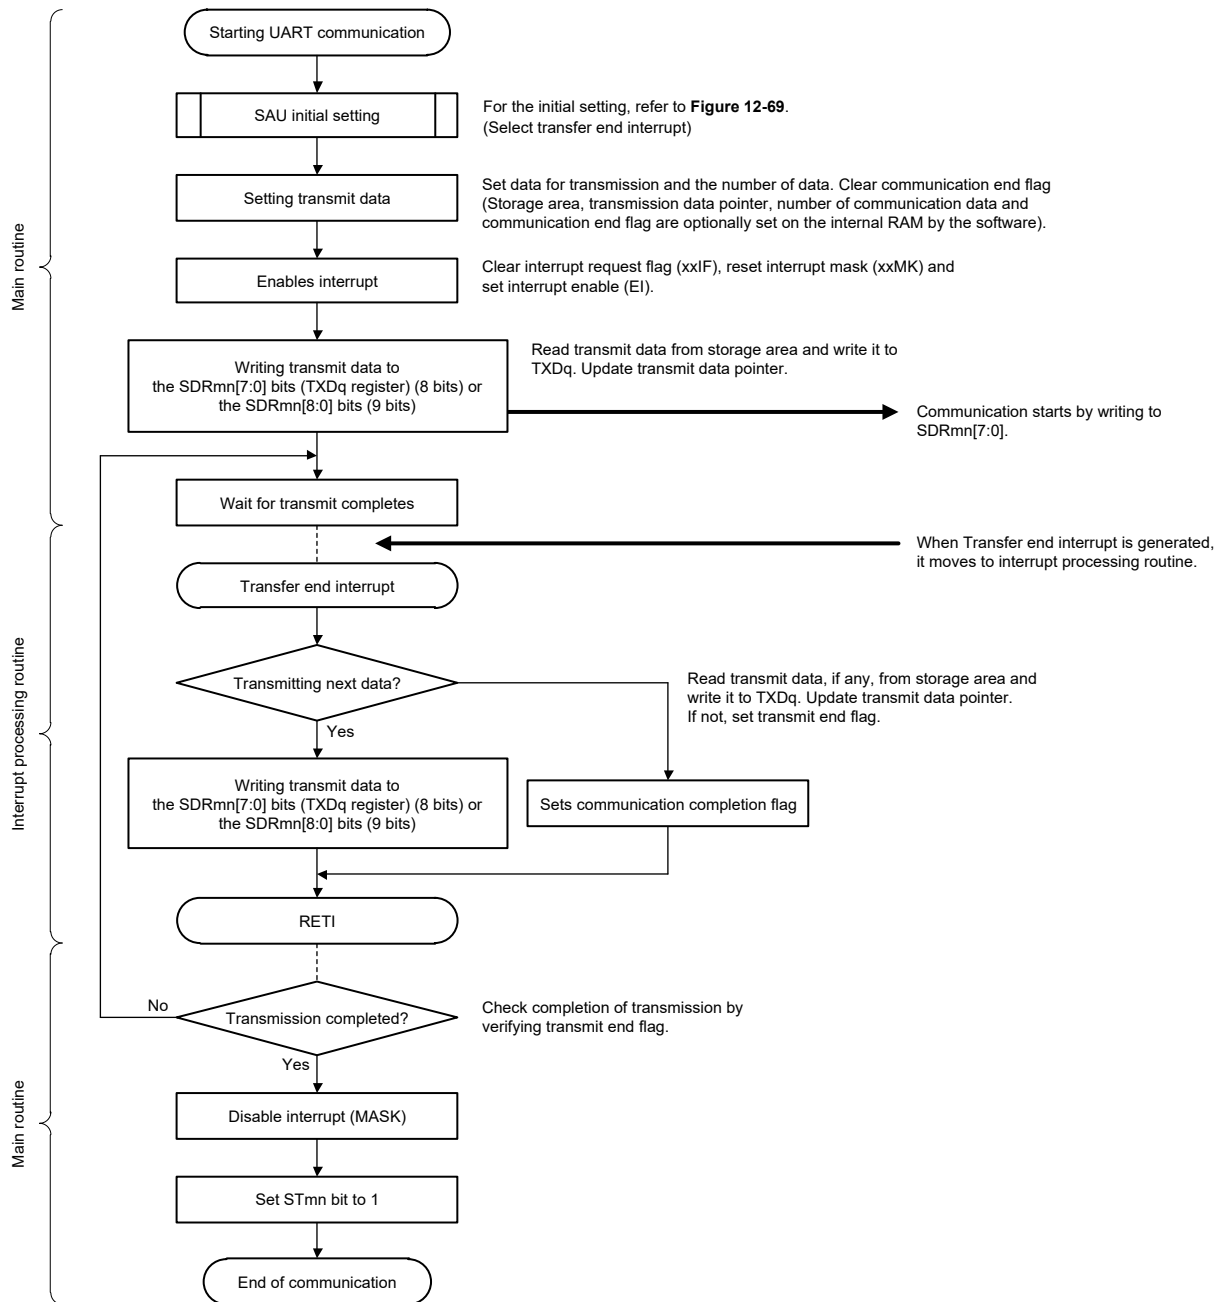 Starting UART communication
SAU initial setting
For the initial setting, refer to Figure 12-69.
(Select transfer end interrupt)
Setting transmit data
Set data for transmission and the number of data. Clear communication end flag
(Storage area, transmission data pointer, number of communication data and
communication end flag are optionally set on the internal RAM by the software).
Main routine
Enables interrupt
Clear interrupt request flag (xxIF), reset interrupt mask (xxMK) and
set interrupt enable (EI).
Writing transmit data to
the SDRmn[7:0] bits (TXDq register) (8 bits) or
the SDRmn[8:0] bits (9 bits)
Read transmit data from storage area and write it to
TXDq. Update transmit data pointer.
Communication starts by writing to
SDRmn[7:0].
Wait for transmit completes
When Transfer end interrupt is generated,
it moves to interrupt processing routine.
Transfer end interrupt
Interrupt processing routine
Transmitting next data?
Read transmit data, if any, from storage area and
write it to TXDq. Update transmit data pointer.
If not, set transmit end flag.
Yes
Writing transmit data to
the SDRmn[7:0] bits (TXDq register) (8 bits) or
the SDRmn[8:0] bits (9 bits)
Sets communication completion flag
RETI
No
Transmission completed?
Check completion of transmission by
verifying transmit end flag.
Yes
Main routine
Disable interrupt (MASK)
Set STmn bit to 1
End of communication